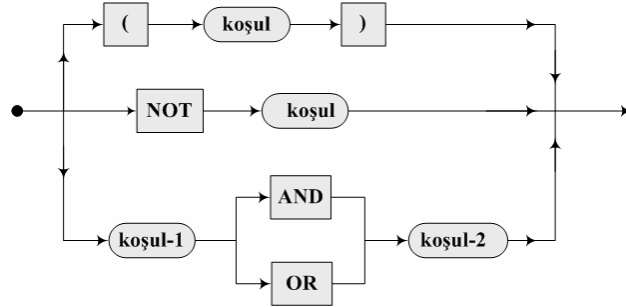 ( koşul )
NOT koşul
AND
koşul-1 koşul-2
OR